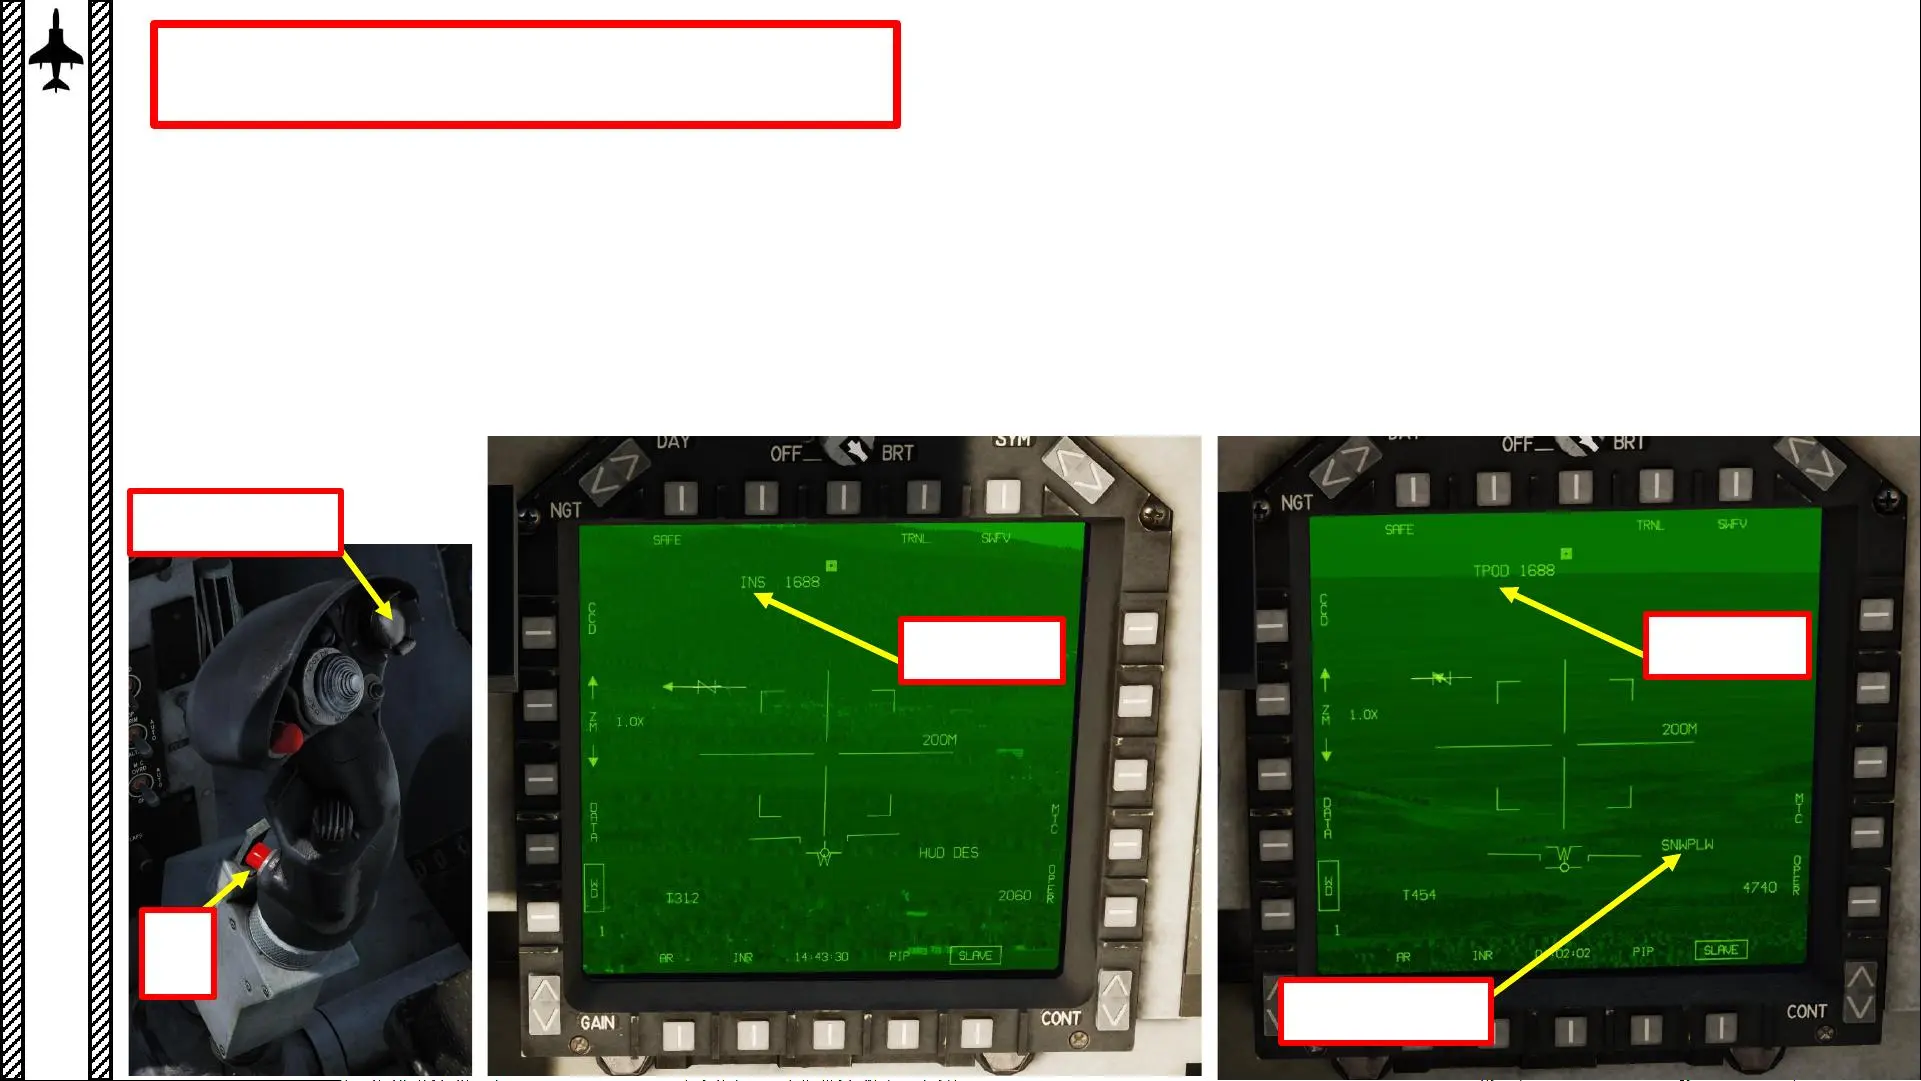 DAY
OFF
BRT
SYM
NGT
SAFE
TRNL
SWFV
INS 1688
CCD
ZM
1.0X
200M
DATA
MTC
HUD DES
WD
T312
2060
OPER
1
AR
INR
14:43:30
PIP
SLAVE
GAIN
CONT
OFF
BRT
NGT
SAFE
TRNL
SWFV
TPOD 1688
CCD
ZM
1.0X
200M
DATA
MTC
SNWPLW
WD
T454
4740
OPER
1
AR
INR
:02:02
PIP
SLAVE
CONT